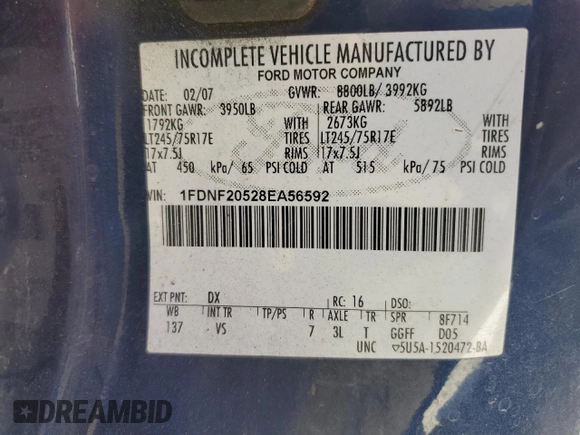 INCOMPLETE VEHICLE MANUFACTURED BY
FORD MOTOR COMPANY
DATE: 02/07 GVWR: 8800LB/ 3992KG
FRONT GAWR: 3950LB REAR GAWR: 5892LB
1792KG WITH 2673KG WITH
LT245/75R17E TIRES LT245/75R17E TIRES
17x7.5J RIMS 17x7.5J RIMS
AT 450 kPa/ 65 PSI COLD AT 515 kPa/ 75 PSI COLD
VIN: 1FDNF20528EA56592
EXT PNT: DX RC: 16 DSO:
WB INT TR TP/PS R AXLE TR SPR 8F714
137 VS 7 3L T GGFF D05
UNC ▽5U5A-1520472-BA
DREAMBID